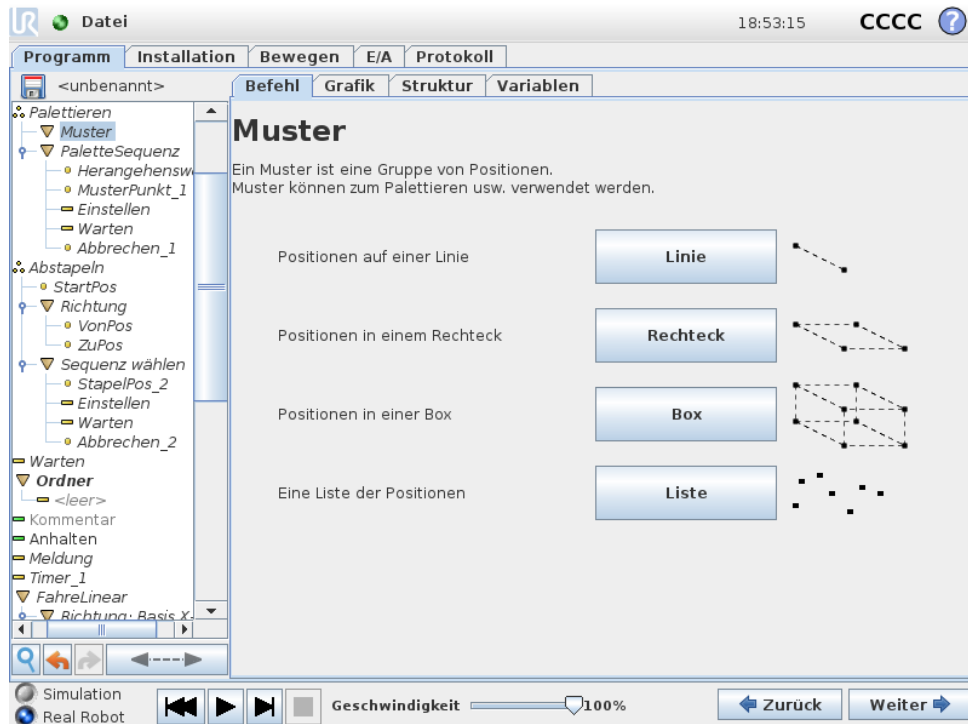 UR Datei 18:53:15 CCCC ?
Programm Installation Bewegen E/A Protokoll
<unbenannt> Befehl Grafik Struktur Variablen
Palettieren
Muster
PaletteSequenz
MusterPunkt_1
Einstellen
Warten
Abbrechen_1
Abstapeln
StartPos
Richtung
VonPos
ZuPos
Sequenz wählen
StapelPos_2
Einstellen
Warten
Abbrechen_2
Warten
Ordner
<leer>
Kommentar
Anhalten
Meldung
Timer_1
FahreLinear
Richtung: Basis X-
Muster
Ein Muster ist eine Gruppe von Positionen.
Muster können zum Palettieren usw. verwendet werden.
Positionen auf einer Linie Linie
Positionen in einem Rechteck Rechteck
Positionen in einer Box Box
Eine Liste der Positionen Liste
Simulation
Real Robot
Geschwindigkeit 100% Zurück Weiter